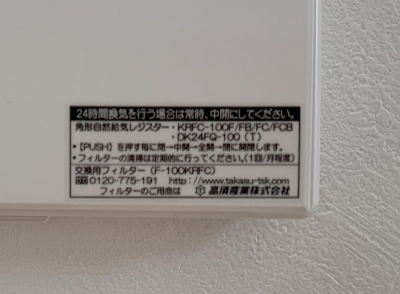 24時間換気を行う場合は常時、中開にしてください。
角形自然給気レジスター・KRFC-100F/FB/FC/FCB
・DK24FQ-100（T）
・【PUSH】を押す毎に閉→中開→全開→閉に開閉します。
・フィルターの清掃は定期的に行ってください。（1回/月程度）
交換用フィルター（F-100KRFC）
0120-775-191 http://www.takasu-tsk.com/
フィルターのご用命は 高須産業株式会社